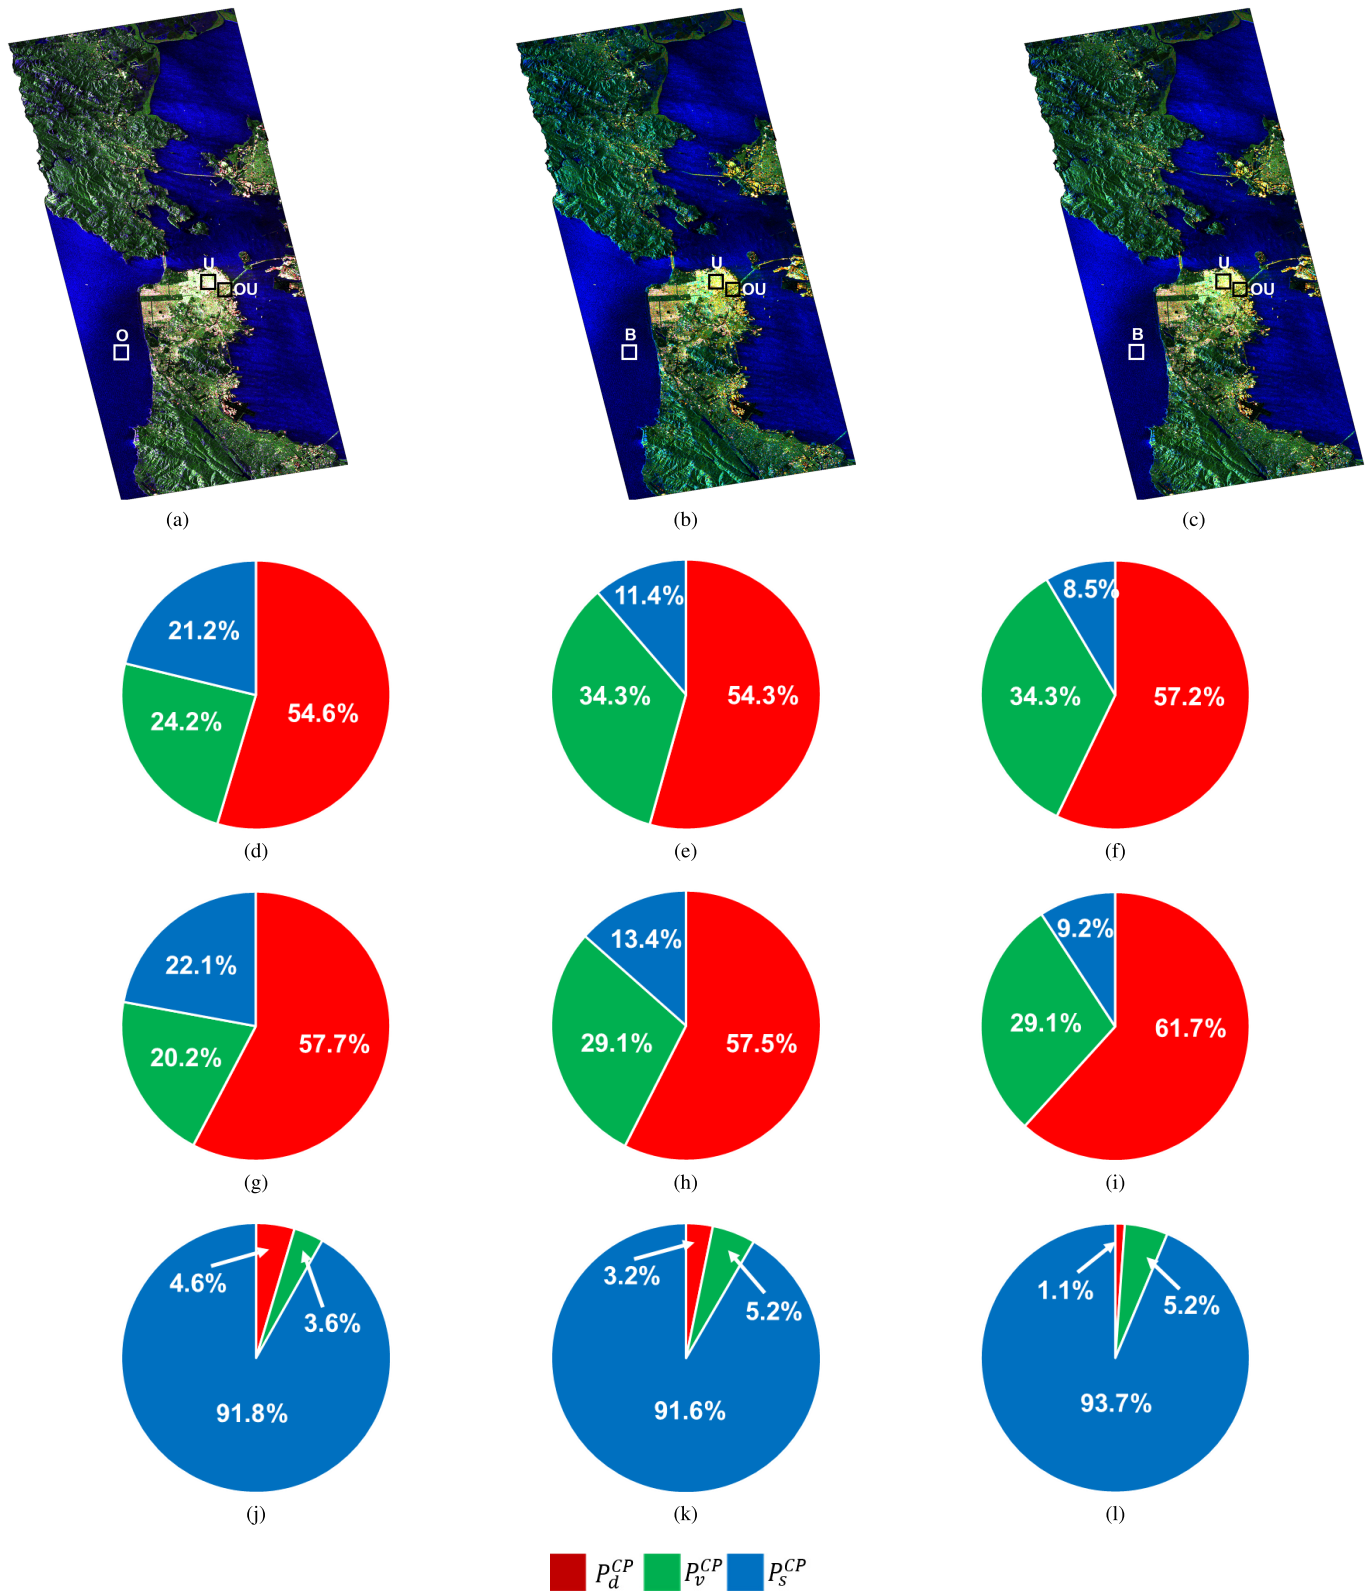 U
OU
O
U
OU
B
U
OU
B
(a)
(b)
(c)
21.2%
24.2%
54.6%
11.4%
34.3%
54.3%
8.5%
34.3%
57.2%
(d)
(e)
(f)
22.1%
20.2%
57.7%
13.4%
29.1%
57.5%
9.2%
29.1%
61.7%
(g)
(h)
(i)
4.6%
3.6%
91.8%
3.2%
5.2%
91.6%
1.1%
5.2%
93.7%
(j)
(k)
(l)
P_d^{CP} P_v^{CP} P_s^{CP}